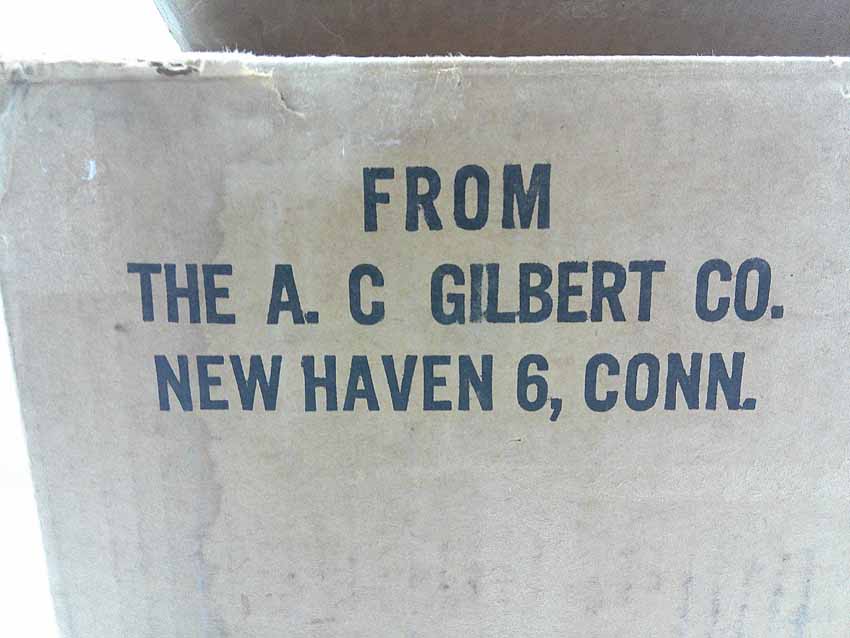 FROM
THE A. C GILBERT CO.
NEW HAVEN 6, CONN.